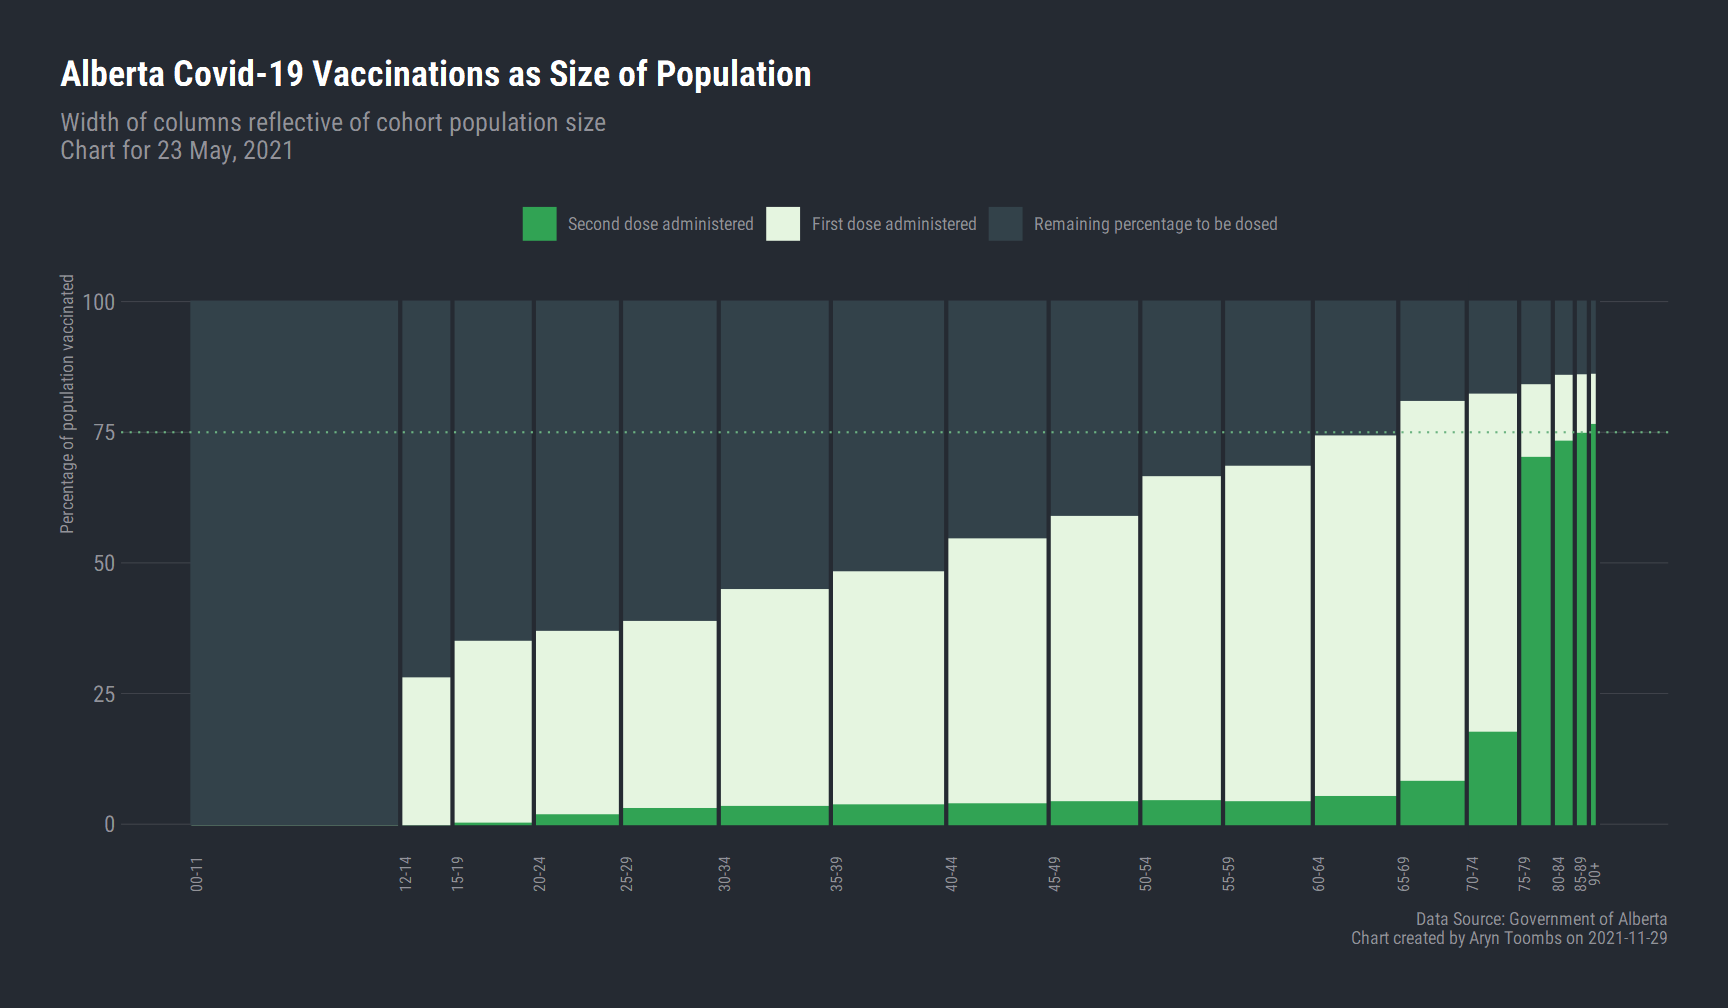 Alberta Covid-19 Vaccinations as Size of Population
Width of columns reflective of cohort population size
Chart for 23 May, 2021
Second dose administered
First dose administered
Remaining percentage to be dosed
Percentage of population vaccinated
100
75
50
25
0
00-11
12-14
15-19
20-24
25-29
30-34
35-39
40-44
45-49
50-54
55-59
60-64
65-69
70-74
75-79
80-84
85-89
90+
Data Source: Government of Alberta
Chart created by Aryn Toombs on 2021-11-29